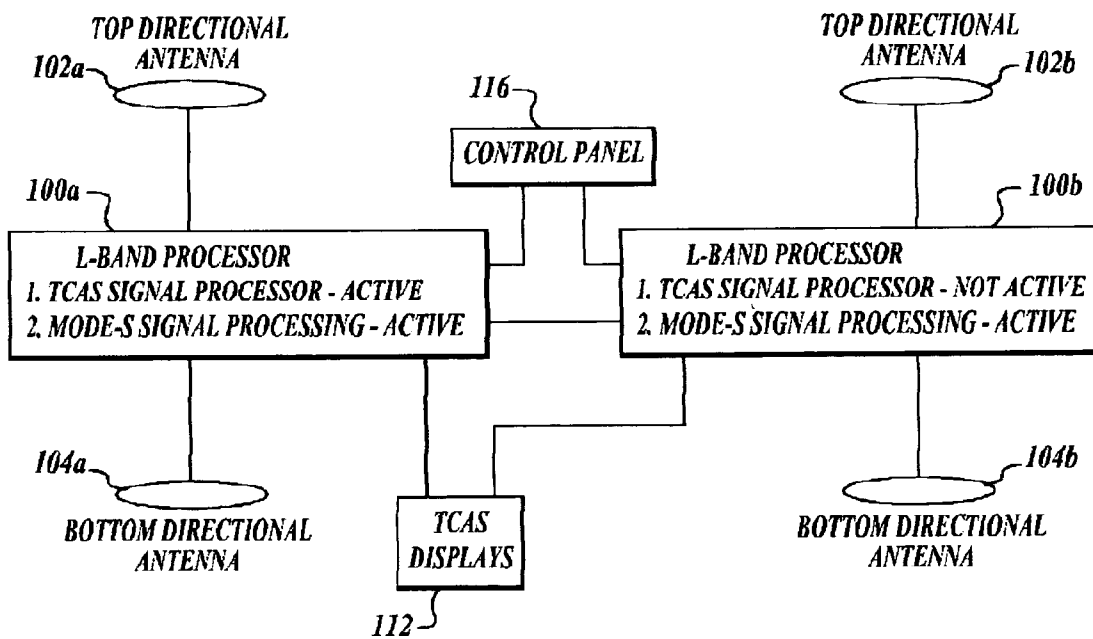 TOP DIRECTIONAL
ANTENNA
102a
TOP DIRECTIONAL
ANTENNA
102b
116
CONTROL PANEL
100a
100b
L-BAND PROCESSOR
1. TCAS SIGNAL PROCESSOR - ACTIVE
2. MODE-S SIGNAL PROCESSING - ACTIVE
L-BAND PROCESSOR
1. TCAS SIGNAL PROCESSOR - NOT ACTIVE
2. MODE-S SIGNAL PROCESSING - ACTIVE
104a
BOTTOM DIRECTIONAL
ANTENNA
TCAS
DISPLAYS
112
104b
BOTTOM DIRECTIONAL
ANTENNA